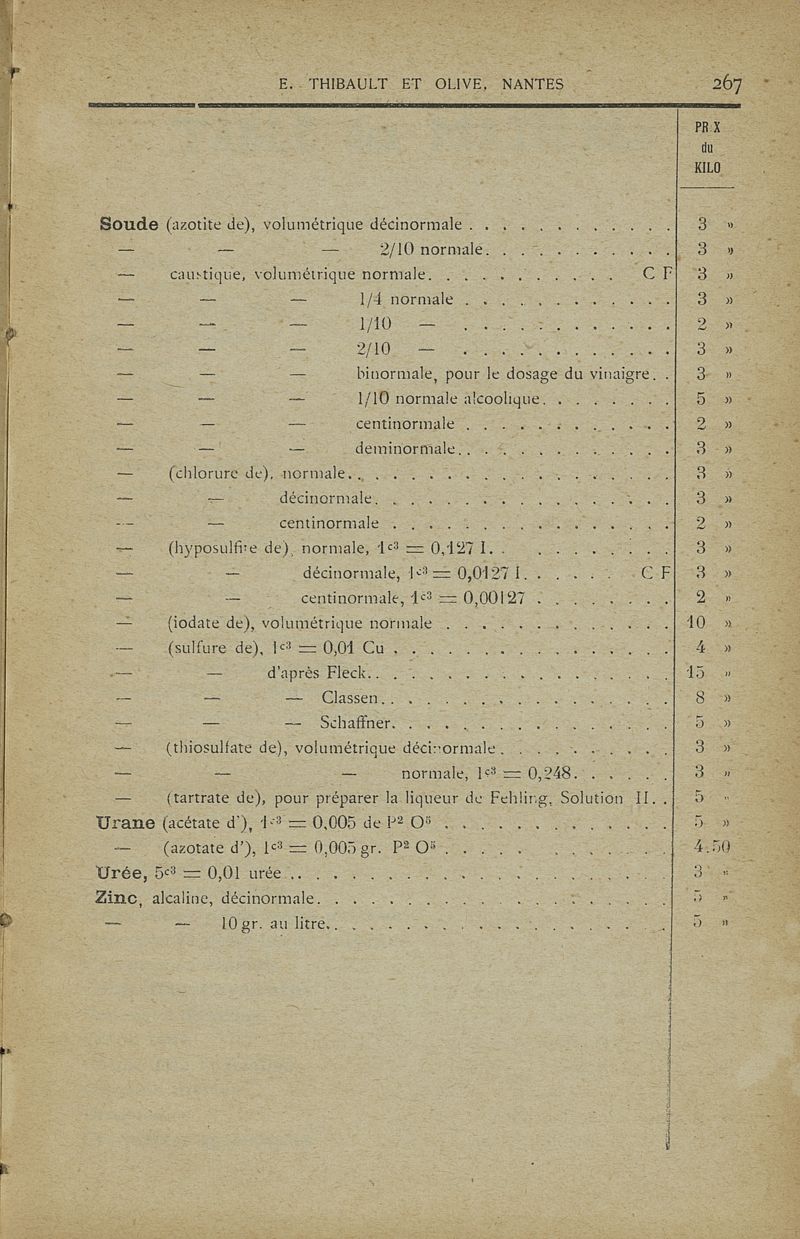 E. THIBAULT ET OLIVE, NANTES 267
PRIX
du
KILO
Soude (azotite de), volumétrique décinormale . . . . . . . . . . . . 3 »
— — — 2/10 normale. . . . . . . . . . . 3 »
— caustique, volumétrique normale. . . . . . . . . . . C F 3 »
— — — 1/4 normale . . . . . . . . . . . . 3 »
— — — 1/10 — . . . . . . . . . . . . 2 »
— — — 2/10 — . . . . . . . . . . . . 3 »
— — — binormale, pour le dosage du vinaigre. . 3 »
— — — 1/10 normale alcoolique. . . . . . . . 5 »
— — — centinormale . . . . . . . . . . . . 2 »
— — — deminormale. . . . . . . . . . . . 3 »
— (chlorure de), normale. . . . . . . . . . . . . . . . . . 3 »
— — décinormale. . . . . . . . . . . . . . . . . 3 »
— — centinormale . . . . . . . . . . . . . . . . 2 »
— (hyposulfite de), normale, 1c³ = 0,127 I. . . . . . . . . . 3 »
— — décinormale, 1c³ = 0,0127 I. . . . . . C F 3 »
— — centinormale, 1c³ = 0,00127 . . . . . . . . 2 »
— (iodate de), volumétrique normale . . . . . . . . . . . . . 10 »
— (sulfure de), 1c³ = 0,01 Cu . . . . . . . . . . . . . . . . 4 »
— — d'après Fleck. . . . . . . . . . . . . . . . . 15 »
— — — Classen. . . . . . . . . . . . . . . . 8 »
— — — Schaffner. . . . . . . . . . . . . . . 5 »
— (thiosulfate de), volumétrique décinormale . . . . . . . . . . 3 »
— — — normale, 1c³ = 0,248. . . . . . 3 »
— (tartrate de), pour préparer la liqueur de Fehling, Solution II. . 5 »
Urane (acétate d'), 1c³ = 0,005 de P² O⁵ . . . . . . . . . . . . . 5 »
— (azotate d'), 1c³ = 0,005 gr. P² O⁵ . . . . . . . . . . . . 4.50
Urée, 5c³ = 0,01 urée . . . . . . . . . . . . . . . . . . . . . . 3 »
Zinc, alcaline, décinormale. . . . . . . . . . . . . . . . . . . . 5 »
— — 10 gr. au litre. . . . . . . . . . . . . . . . . . . 5 »